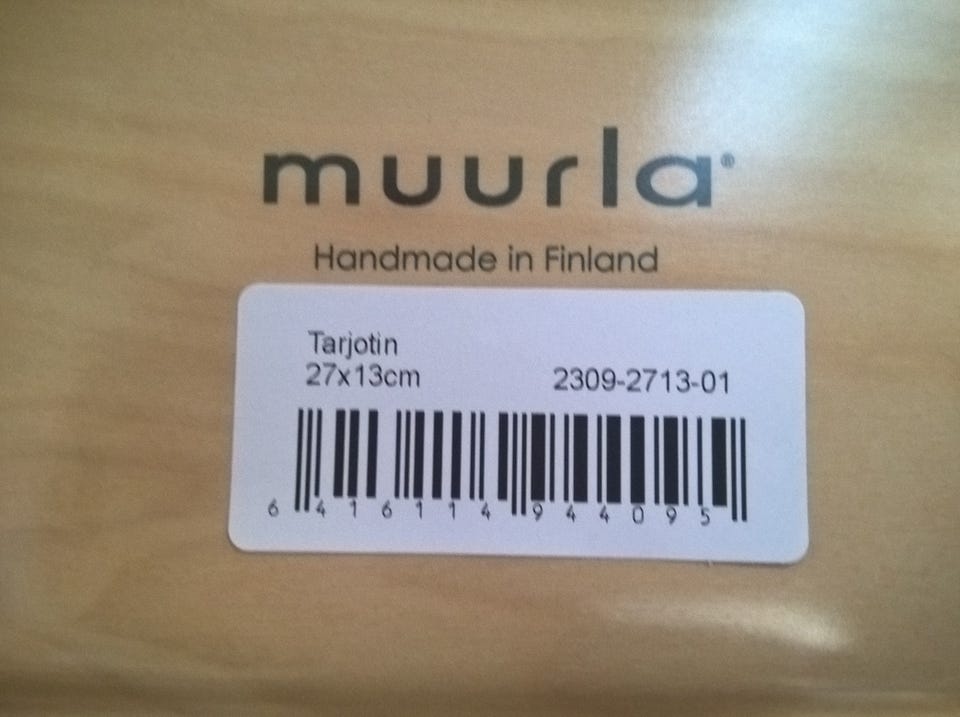 muurla®
Handmade in Finland
Tarjotin
27x13cm 2309-2713-01
6 416114 944095